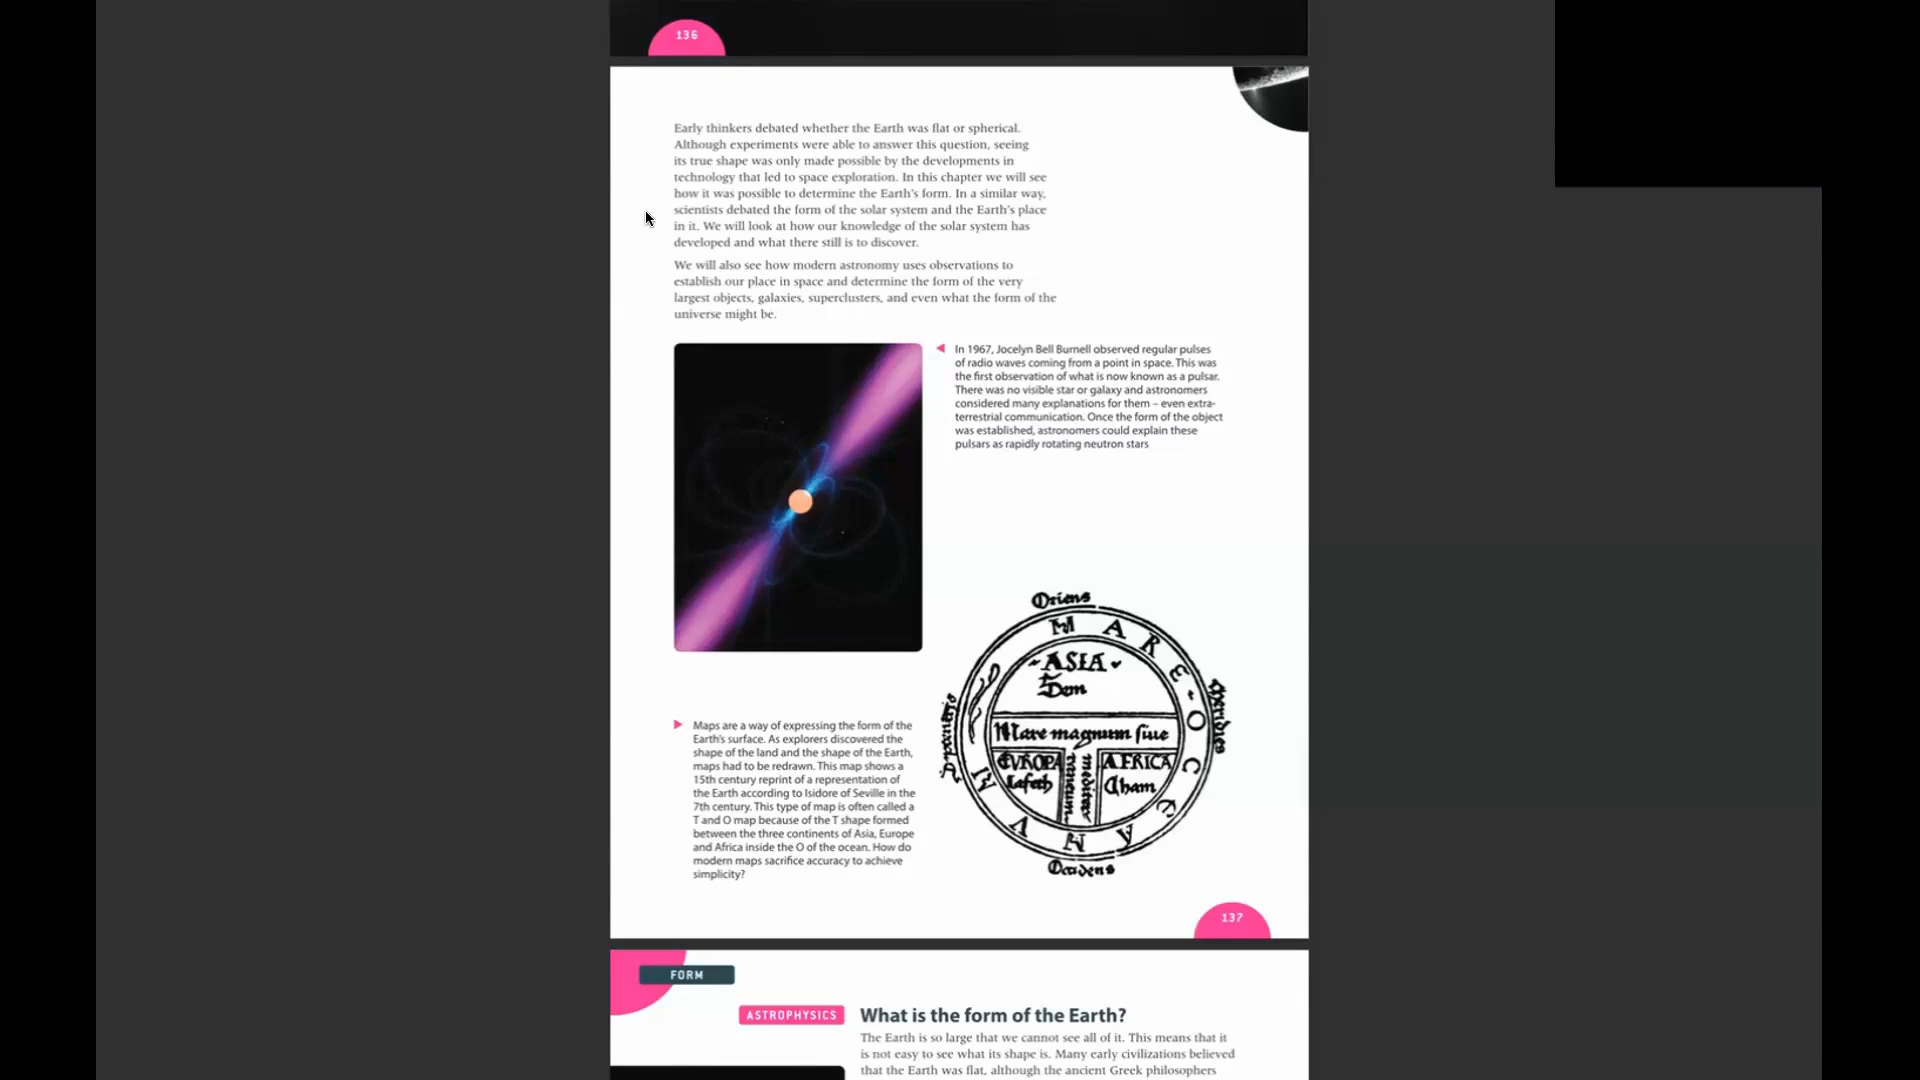 136
Early thinkers debated whether the Earth was flat or spherical.
Although experiments were able to answer this question, seeing
its true shape was only made possible by the developments in
technology that led to space exploration. In this chapter we will see
how it was possible to determine the Earth's form. In a similar way,
scientists debated the form of the solar system and the Earth's place
in it. We will look at how our knowledge of the solar system has
developed and what there still is to discover.
We will also see how modern astronomy uses observations to
establish our place in space and determine the form of the very
largest objects, galaxies, superclusters, and even what the form of the
universe might be.
In 1967, Jocelyn Bell Burnell observed regular pulses
of radio waves coming from a point in space. This was
the first observation of what is now known as a pulsar.
There was no visible star or galaxy and astronomers
considered many explanations for them – even extra-
terrestrial communication. Once the form of the object
was established, astronomers could explain these
pulsars as rapidly rotating neutron stars
Oriens
MARE OCCEANVM
ASIA
Sem
Mare magnum siue
mediterraneum
EVROPA
Iafeth
AFRICA
Cham
Meridies
Occidens
Maps are a way of expressing the form of the
Earth's surface. As explorers discovered the
shape of the land and the shape of the Earth,
maps had to be redrawn. This map shows a
15th century reprint of a representation of
the Earth according to Isidore of Seville in the
7th century. This type of map is often called a
T and O map because of the T shape formed
between the three continents of Asia, Europe
and Africa inside the O of the ocean. How do
modern maps sacrifice accuracy to achieve
simplicity?
137
FORM
ASTROPHYSICS
What is the form of the Earth?
The Earth is so large that we cannot see all of it. This means that it
is not easy to see what its shape is. Many early civilizations believed
that the Earth was flat, although the ancient Greek philosophers